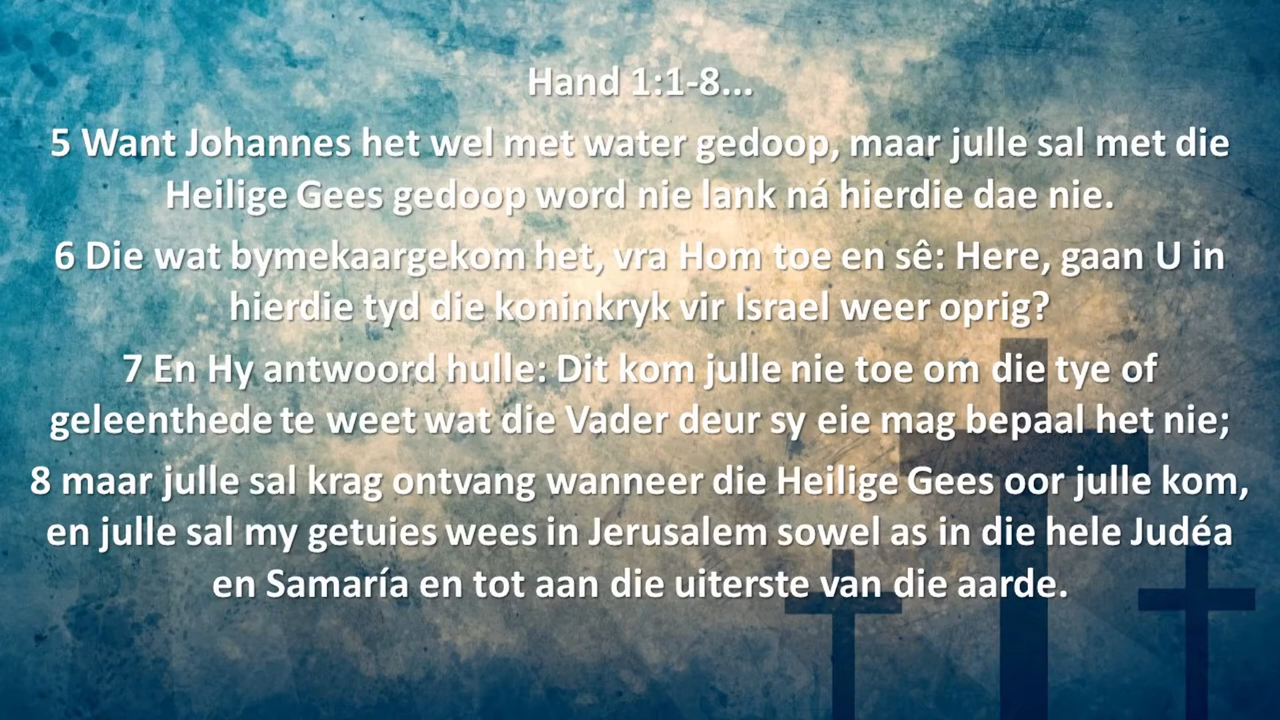 Hand 1:1-8...
5 Want Johannes het wel met water gedoop, maar julle sal met die
Heilige Gees gedoop word nie lank ná hierdie dae nie.
6 Die wat bymekaargekom het, vra Hom toe en sê: Here, gaan U in
hierdie tyd die koninkryk vir Israel weer oprig?
7 En Hy antwoord hulle: Dit kom julle nie toe om die tye of
geleenthede te weet wat die Vader deur sy eie mag bepaal het nie;
8 maar julle sal krag ontvang wanneer die Heilige Gees oor julle kom,
en julle sal my getuies wees in Jerusalem sowel as in die hele Judéa
en Samaría en tot aan die uiterste van die aarde.